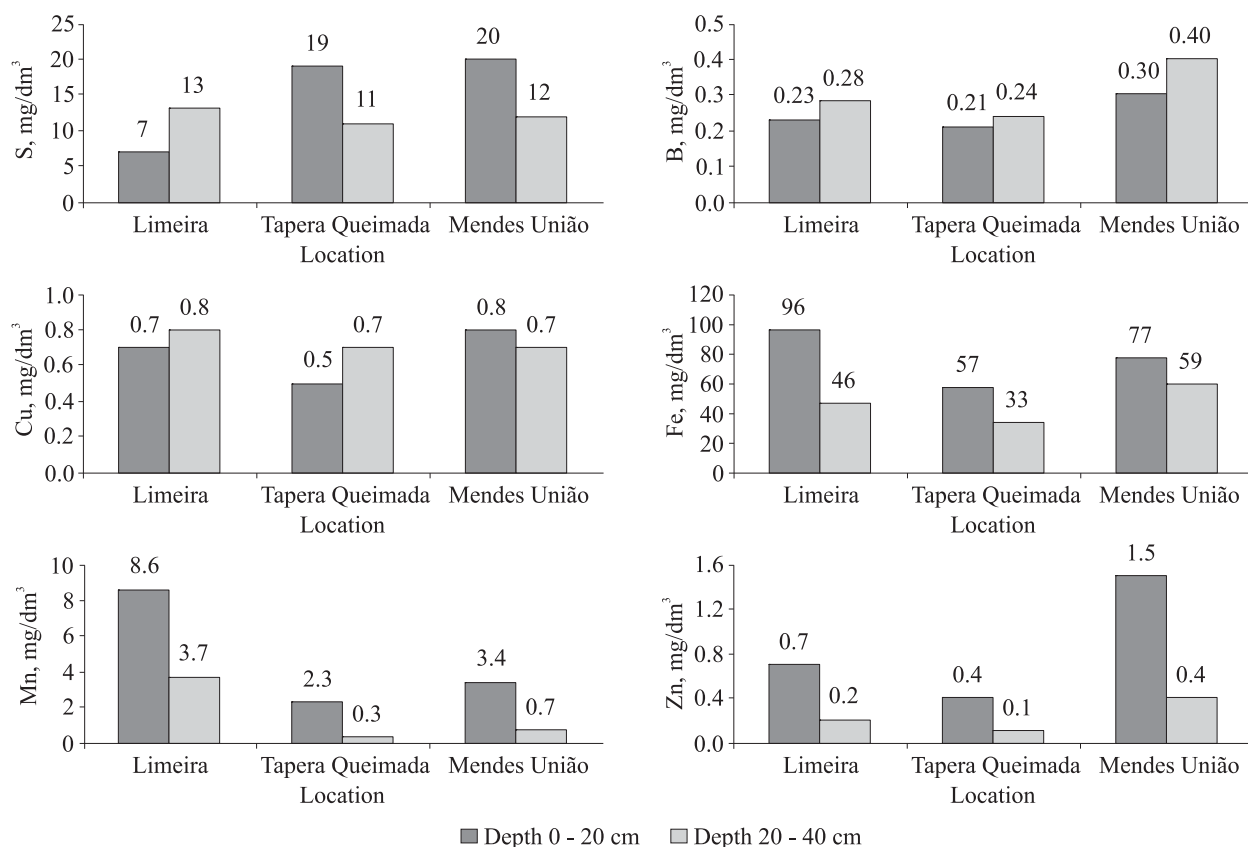 S, mg/dm³
25
20
15
10
5
0
7
13
19
11
20
12
Limeira
Tapera Queimada
Mendes União
Location
B, mg/dm³
0.5
0.4
0.3
0.2
0.1
0.0
0.23
0.28
0.21
0.24
0.30
0.40
Limeira
Tapera Queimada
Mendes União
Location
Cu, mg/dm³
1.0
0.8
0.6
0.4
0.2
0.0
0.7
0.8
0.5
0.7
0.8
0.7
Limeira
Tapera Queimada
Mendes União
Location
Fe, mg/dm³
120
100
80
60
40
20
0
96
46
57
33
77
59
Limeira
Tapera Queimada
Mendes União
Location
Mn, mg/dm³
10
8
6
4
2
0
8.6
3.7
2.3
0.3
3.4
0.7
Limeira
Tapera Queimada
Mendes União
Location
Zn, mg/dm³
1.6
1.2
0.8
0.4
0.0
0.7
0.2
0.4
0.1
1.5
0.4
Limeira
Tapera Queimada
Mendes União
Location
Depth 0 - 20 cm
Depth 20 - 40 cm